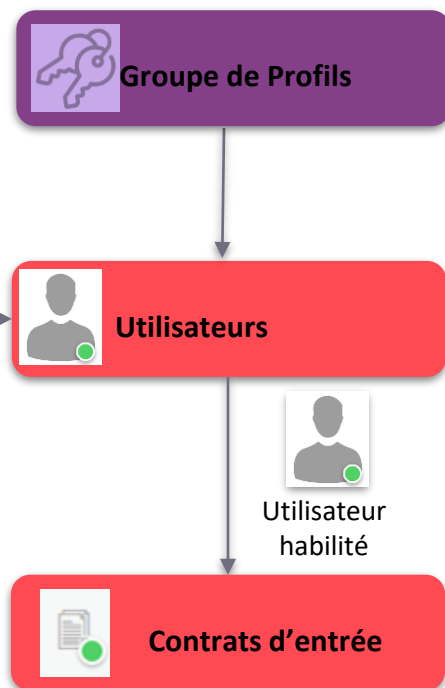 Groupe de Profils
Utilisateurs
Utilisateur
habilité
Contrats d’entrée